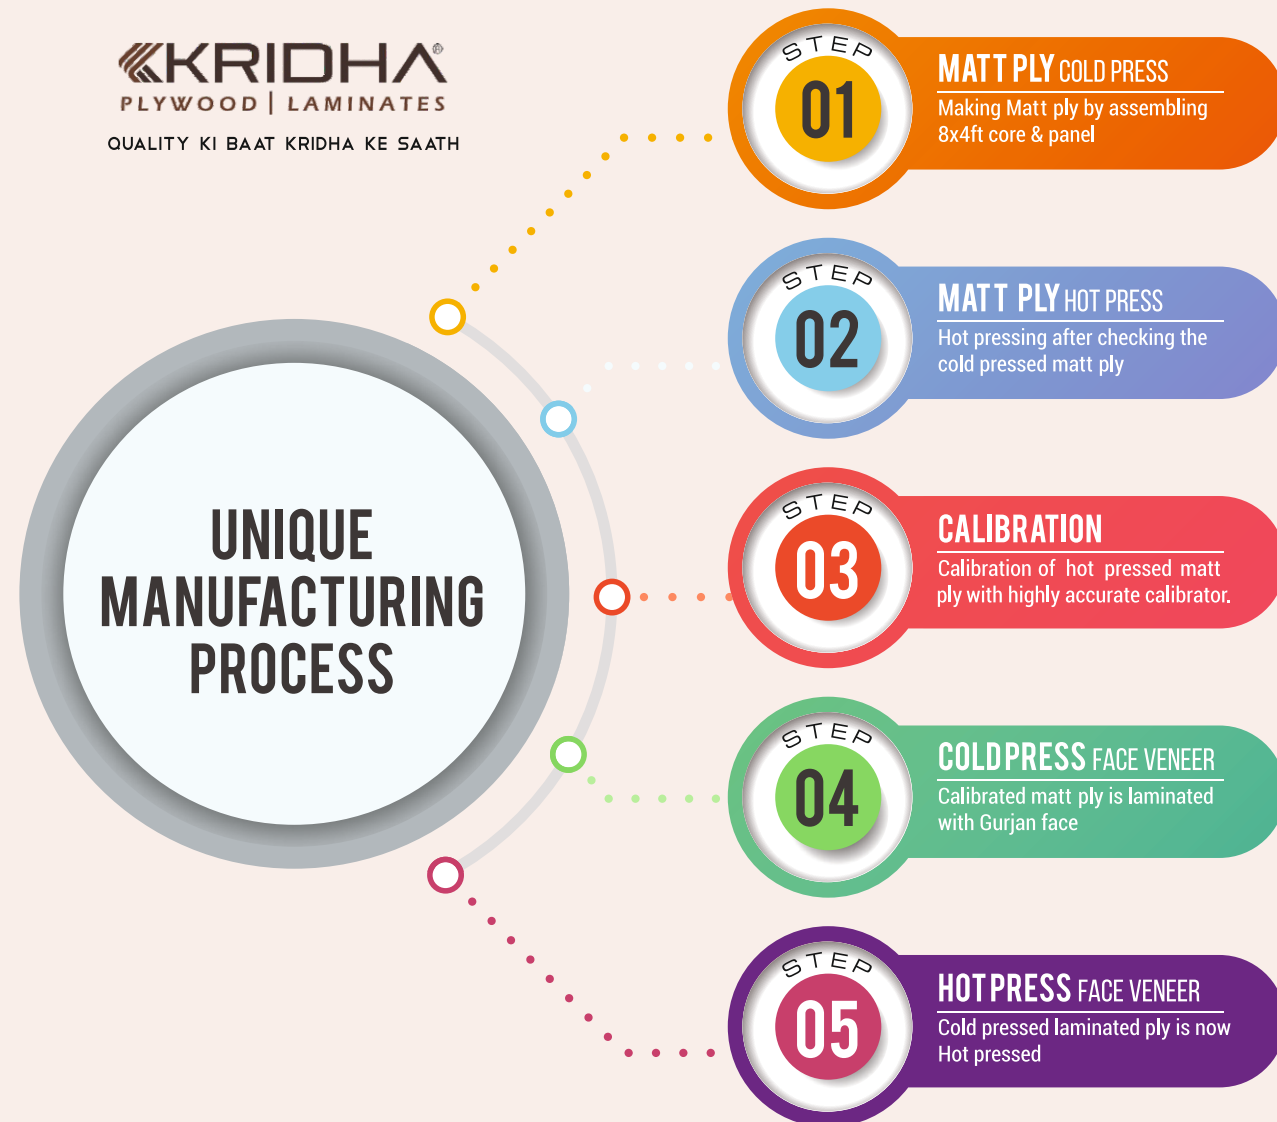 KRIDHA®
PLYWOOD | LAMINATES
QUALITY KI BAAT KRIDHA KE SAATH
UNIQUE
MANUFACTURING
PROCESS
STEP
01
MATT PLY COLD PRESS
Making Matt ply by assembling
8x4ft core & panel
STEP
02
MATT PLY HOT PRESS
Hot pressing after checking the
cold pressed matt ply
STEP
03
CALIBRATION
Calibration of hot pressed matt
ply with highly accurate calibrator.
STEP
04
COLD PRESS FACE VENEER
Calibrated matt ply is laminated
with Gurjan face
STEP
05
HOT PRESS FACE VENEER
Cold pressed laminated ply is now
Hot pressed